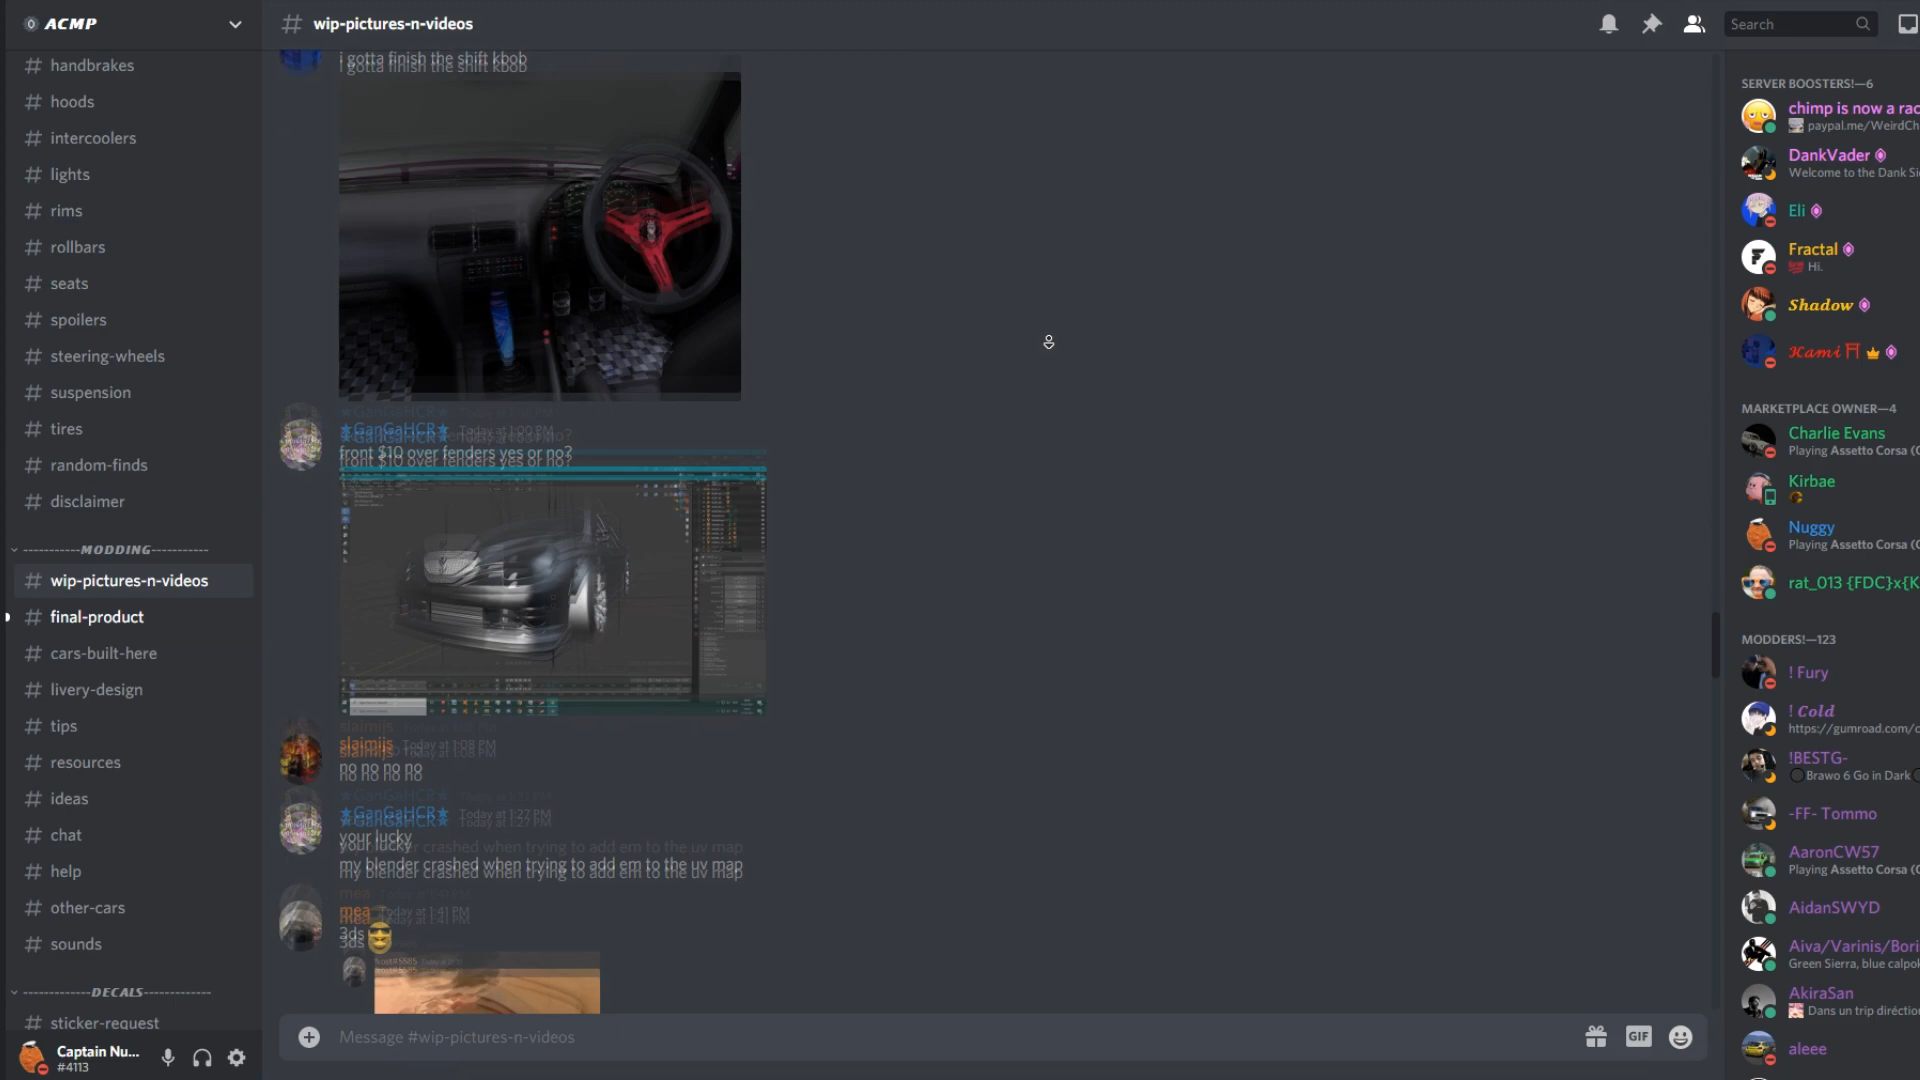 ACMP
wip-pictures-n-videos
Search
handbrakes
hoods
intercoolers
lights
rims
rollbars
seats
spoilers
steering-wheels
suspension
tires
random-finds
disclaimer
-----------MODDING-----------
wip-pictures-n-videos
final-product
cars-built-here
livery-design
tips
resources
ideas
chat
help
other-cars
sounds
-------------DECALS-------------
sticker-request
Captain Nu...
#4113
i gotta finish the shift kbob
★GanGaHCR★ Today at 1:00 PM
front $10 over fenders yes or no?
slaimijs Today at 1:08 PM
no no no no
★GanGaHCR★ Today at 1:27 PM
your lucky
my blender crashed when trying to add em to the uv map
mea Today at 1:41 PM
3ds
Message #wip-pictures-n-videos
GIF
SERVER BOOSTERS!—6
chimp is now a rac
paypal.me/WeirdCh
DankVader
Welcome to the Dank Si
Eli
Fractal
Hi.
Shadow
Kami
MARKETPLACE OWNER—4
Charlie Evans
Playing Assetto Corsa (C
Kirbae
Nuggy
Playing Assetto Corsa (C
rat_013 {FDC}x{K
MODDERS!—123
! Fury
! Cold
https://gumroad.com/c
!BESTG-
Brawo 6 Go in Dark
-FF- Tommo
AaronCW57
Playing Assetto Corsa (C
AidanSWYD
Aiva/Varinis/Bori
Green Sierra, blue calpok
AkiraSan
Dans un trip diréction
aleee